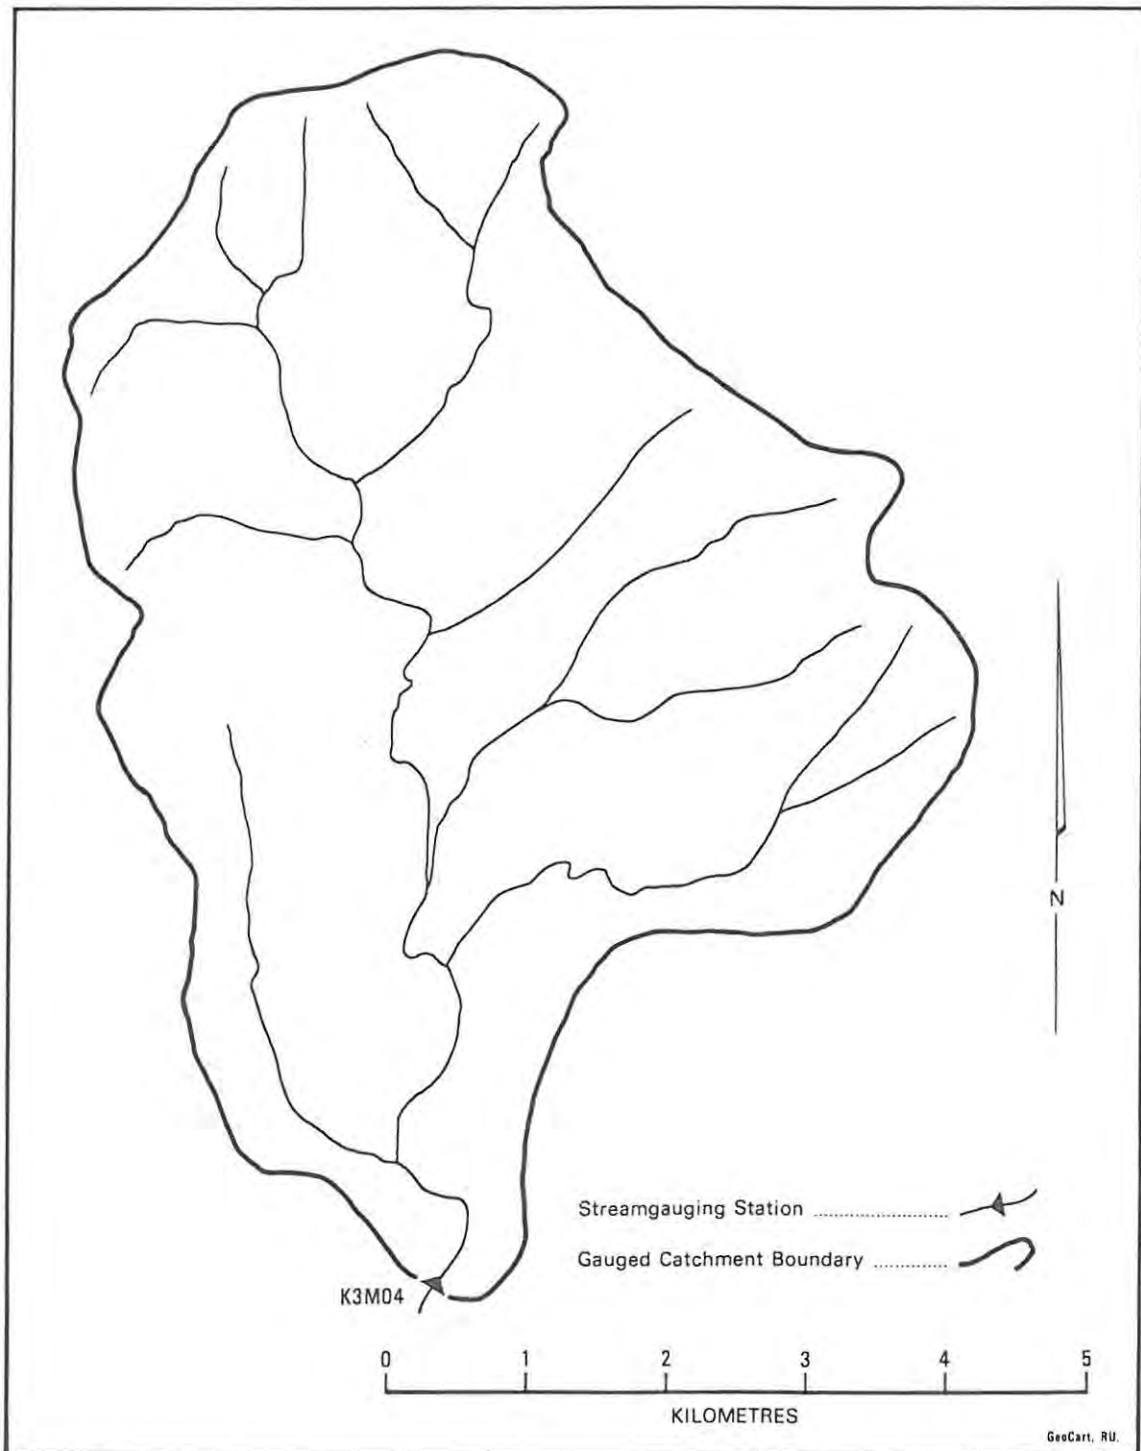 N
Streamgauging Station ......................
Gauged Catchment Boundary ............
K3M04
0 1 2 3 4 5
KILOMETRES
GeoCart, RU.